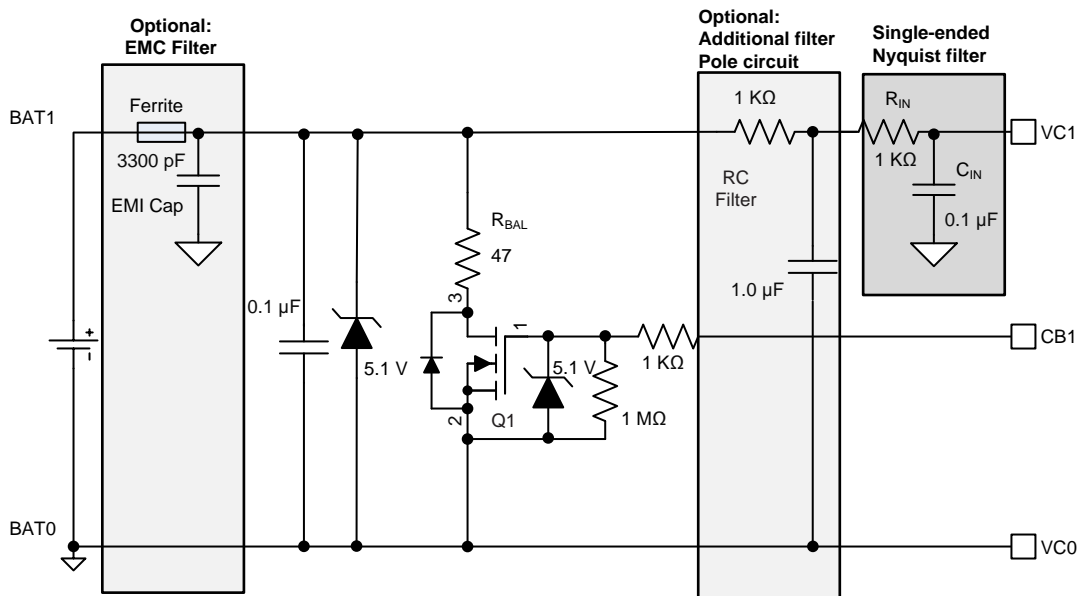 Optional:
EMC Filter
Optional:
Additional filter
Pole circuit
Single-ended
Nyquist filter
BAT1
Ferrite
3300 pF
EMI Cap
1 KΩ
RC
Filter
1.0 µF
R_IN
1 KΩ
C_IN
0.1 µF
VC1
R_BAL
47
0.1 µF
5.1 V
3
1
2
Q1
5.1 V
1 MΩ
1 KΩ
CB1
+
-
BAT0
VC0